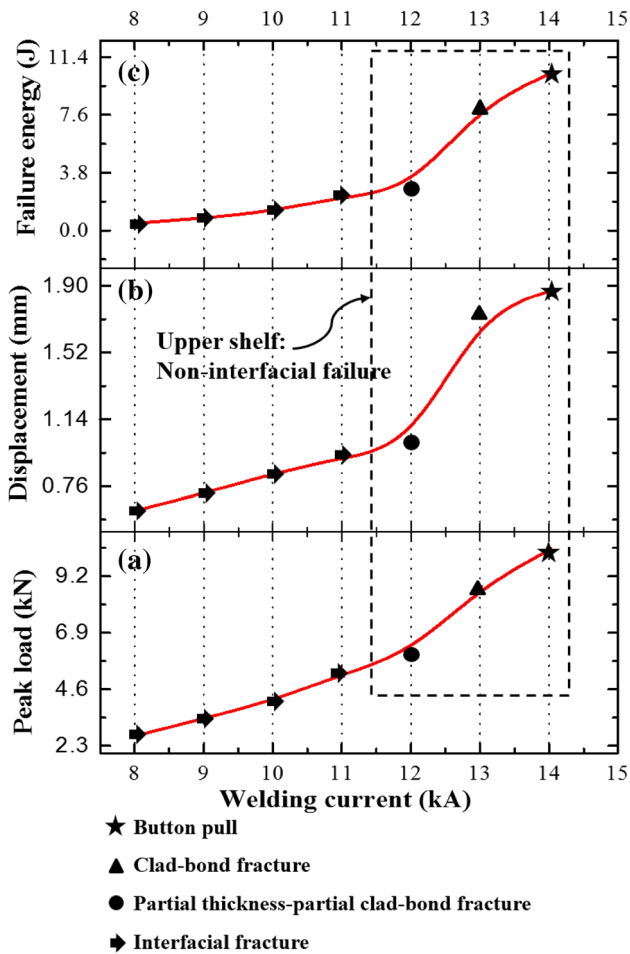 8 9 10 11 12 13 14 15
Failure energy (J)
11.4
7.6
3.8
0.0
(c)
Displacement (mm)
1.90
1.52
1.14
0.76
(b)
Upper shelf:
Non-interfacial failure
Peak load (kN)
9.2
6.9
4.6
2.3
(a)
8 9 10 11 12 13 14 15
Welding current (kA)
Button pull
Clad-bond fracture
Partial thickness-partial clad-bond fracture
Interfacial fracture